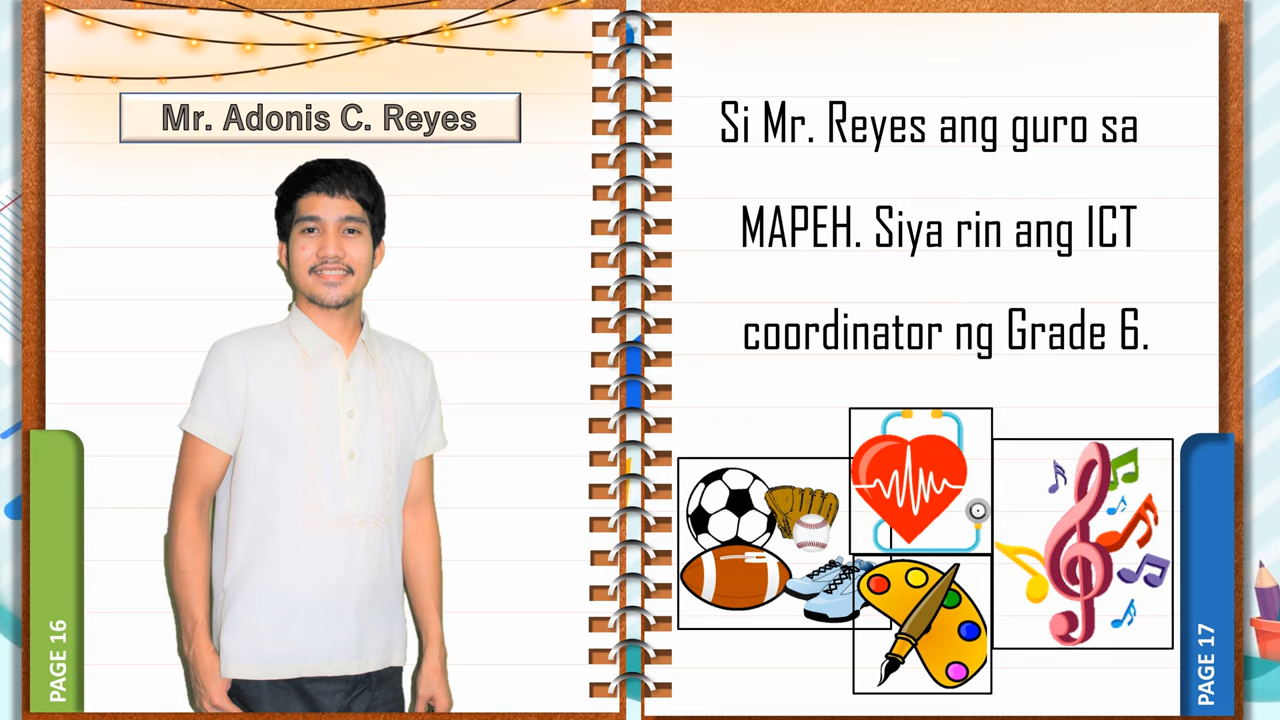 Mr. Adonis C. Reyes
PAGE 16
Si Mr. Reyes ang guro sa
MAPEH. Siya rin ang ICT
coordinator ng Grade 6.
PAGE 17